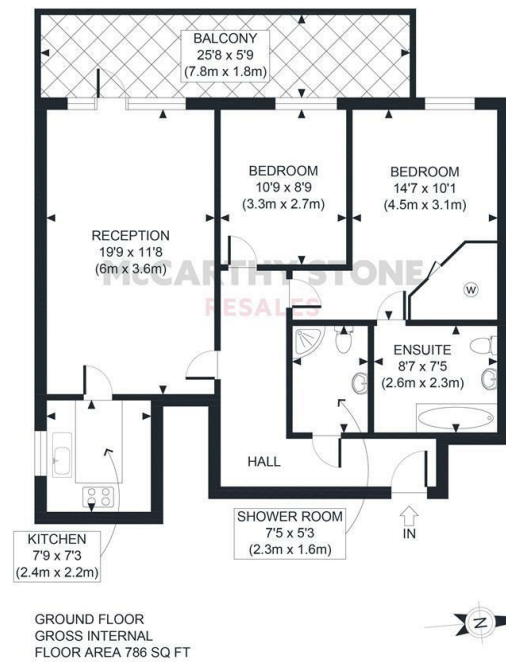 BALCONY
25'8 x 5'9
(7.8m x 1.8m)
BEDROOM
10'9 x 8'9
(3.3m x 2.7m)
BEDROOM
14'7 x 10'1
(4.5m x 3.1m)
RECEPTION
19'9 x 11'8
(6m x 3.6m)
McCARTHY STONE
RESALES
W
ENSUITE
8'7 x 7'5
(2.6m x 2.3m)
HALL
SHOWER ROOM
7'5 x 5'3
(2.3m x 1.6m)
IN
KITCHEN
7'9 x 7'3
(2.4m x 2.2m)
GROUND FLOOR
GROSS INTERNAL
FLOOR AREA 786 SQ FT
N